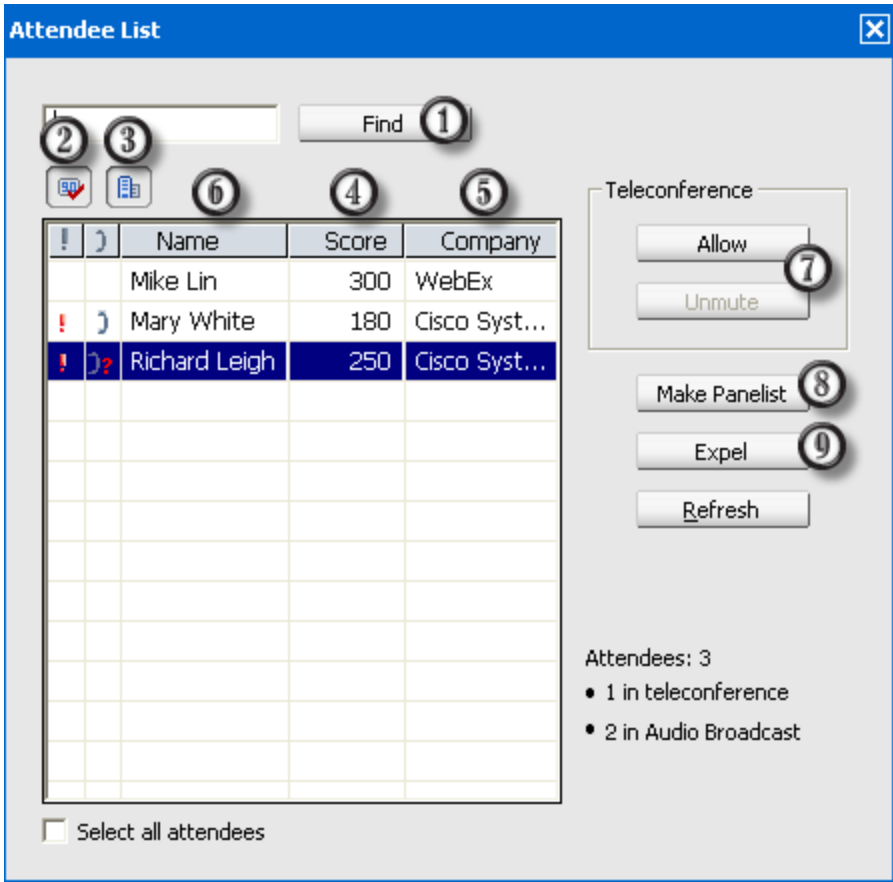 Attendee List
Find 1
2 3
6 4 5
! Name Score Company
Mike Lin 300 WebEx
! Mary White 180 Cisco Syst...
! ? Richard Leigh 250 Cisco Syst...
Select all attendees
Teleconference
Allow
7
Unmute
Make Panelist 8
Expel 9
Refresh
Attendees: 3
• 1 in teleconference
• 2 in Audio Broadcast